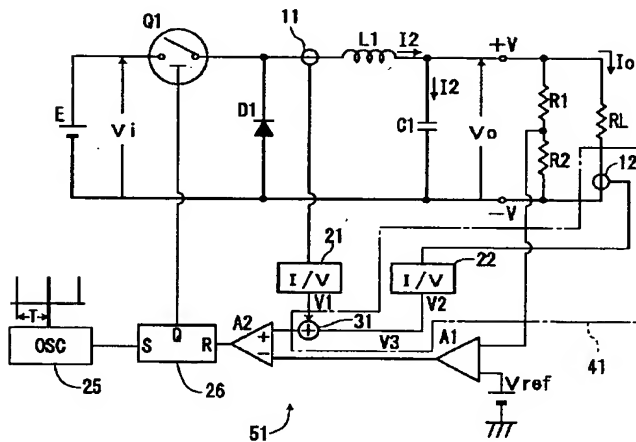 Q1
11
L1
I2
+V
Io
I2
R1
RL
E
Vi
D1
C1
Vo
R2
12
-V
21
I/V
I/V
22
V1
V2
T
A2
+
31
V3
A1
41
OSC
S
Q
R
-
Vref
25
26
51